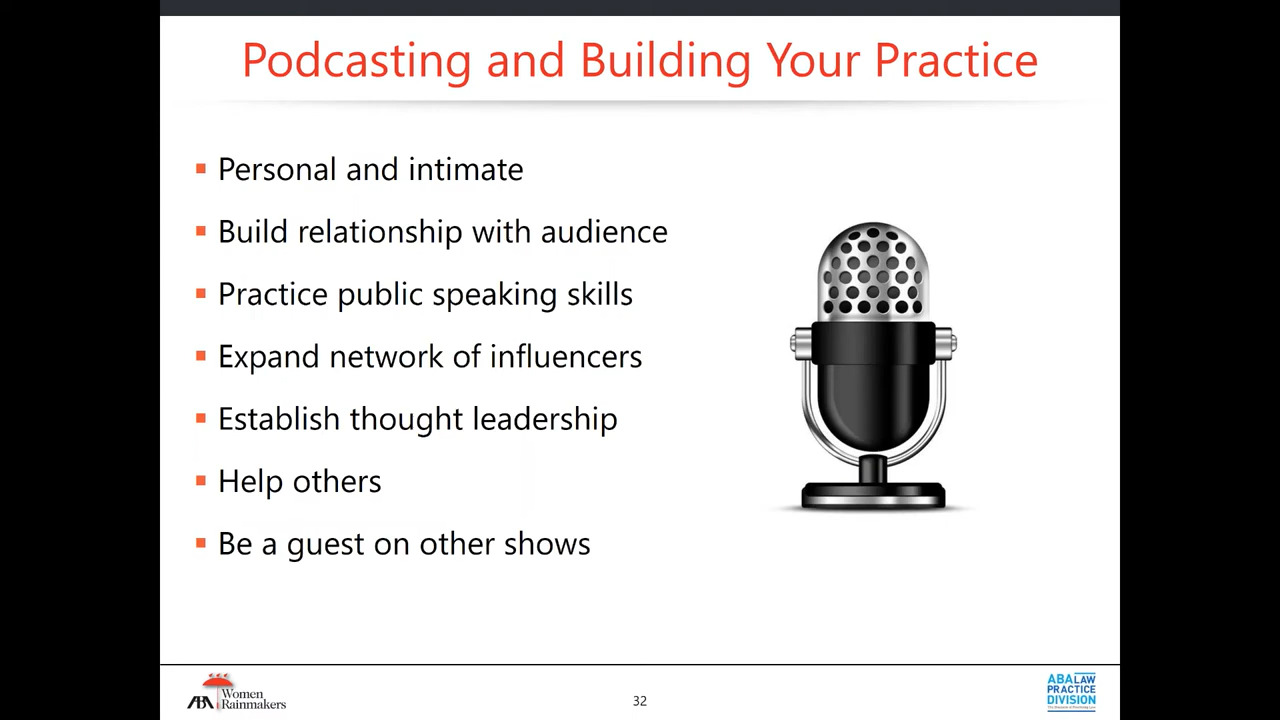 Podcasting and Building Your Practice
Personal and intimate
Build relationship with audience
Practice public speaking skills
Expand network of influencers
Establish thought leadership
Help others
Be a guest on other shows
ABA Women
Rainmakers
32
ABA LAW
PRACTICE
DIVISION